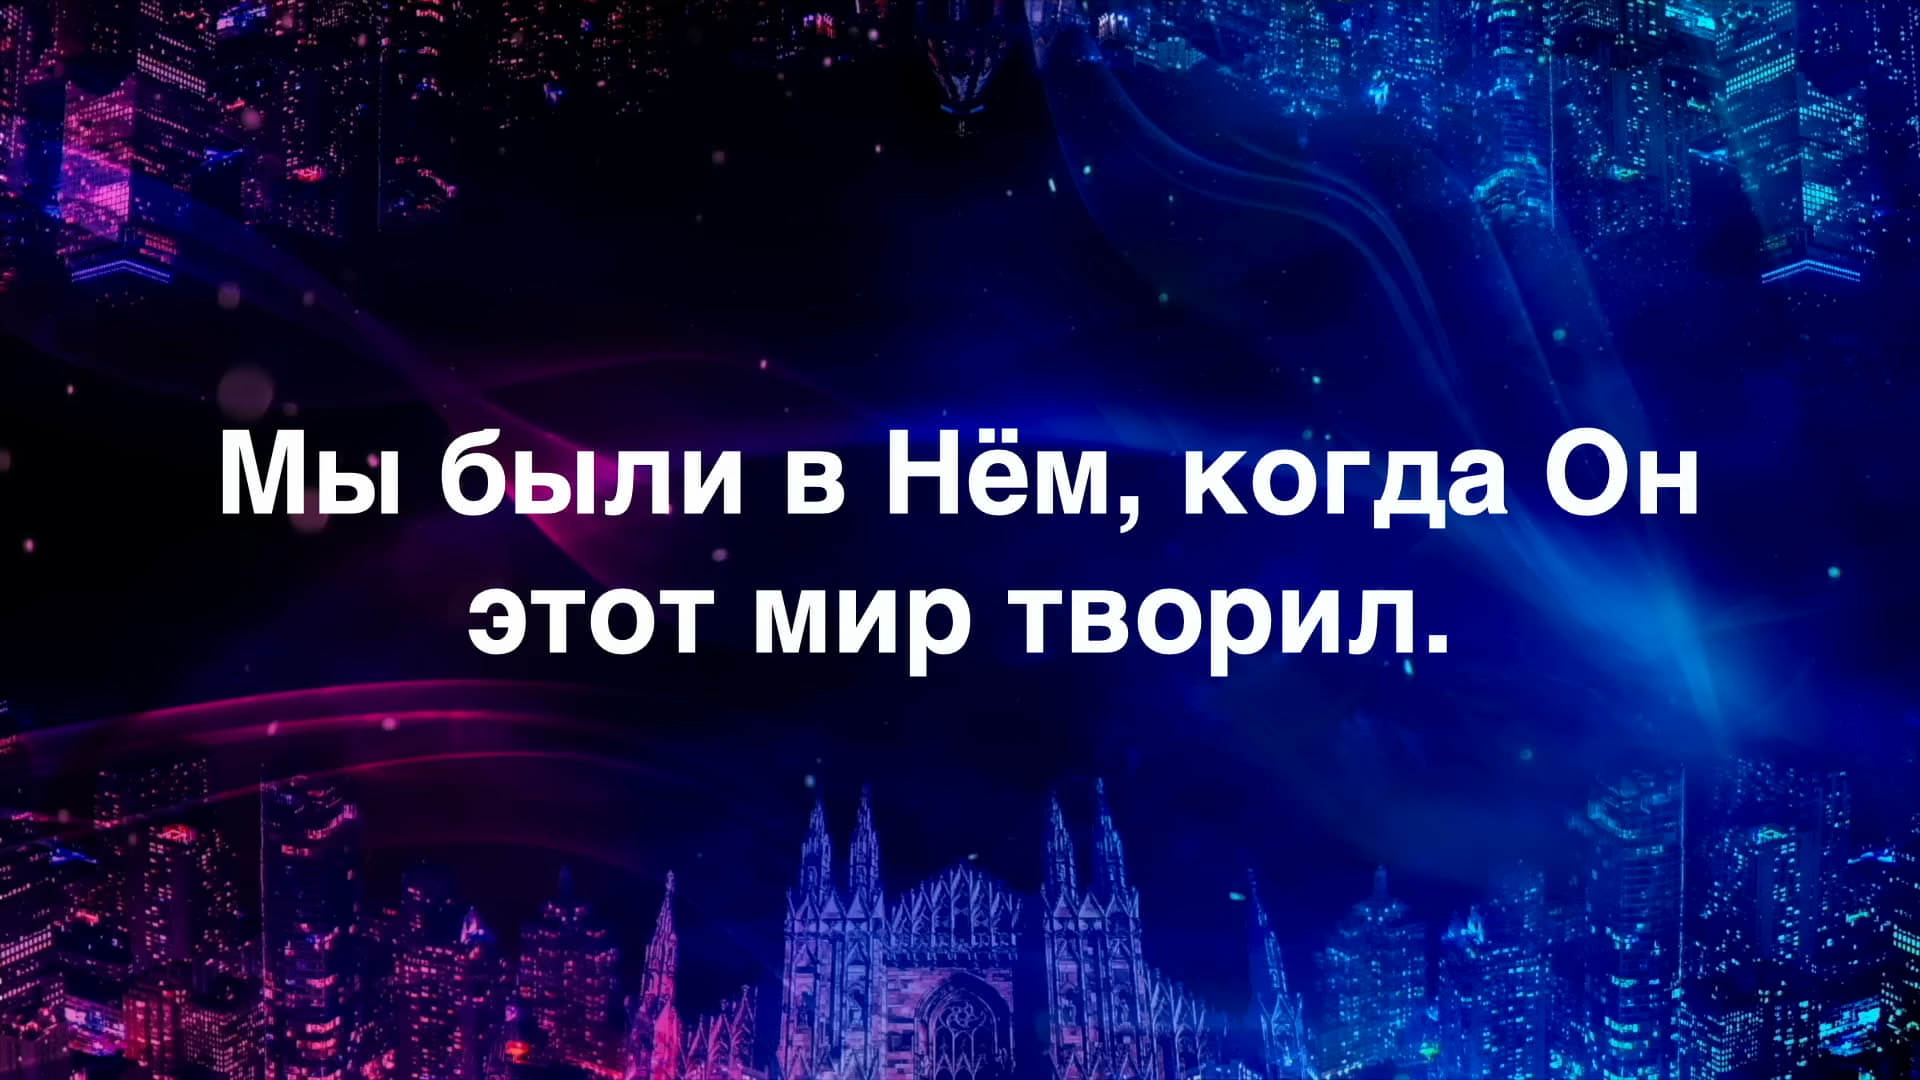 Мы были в Нём, когда Он
этот мир творил.